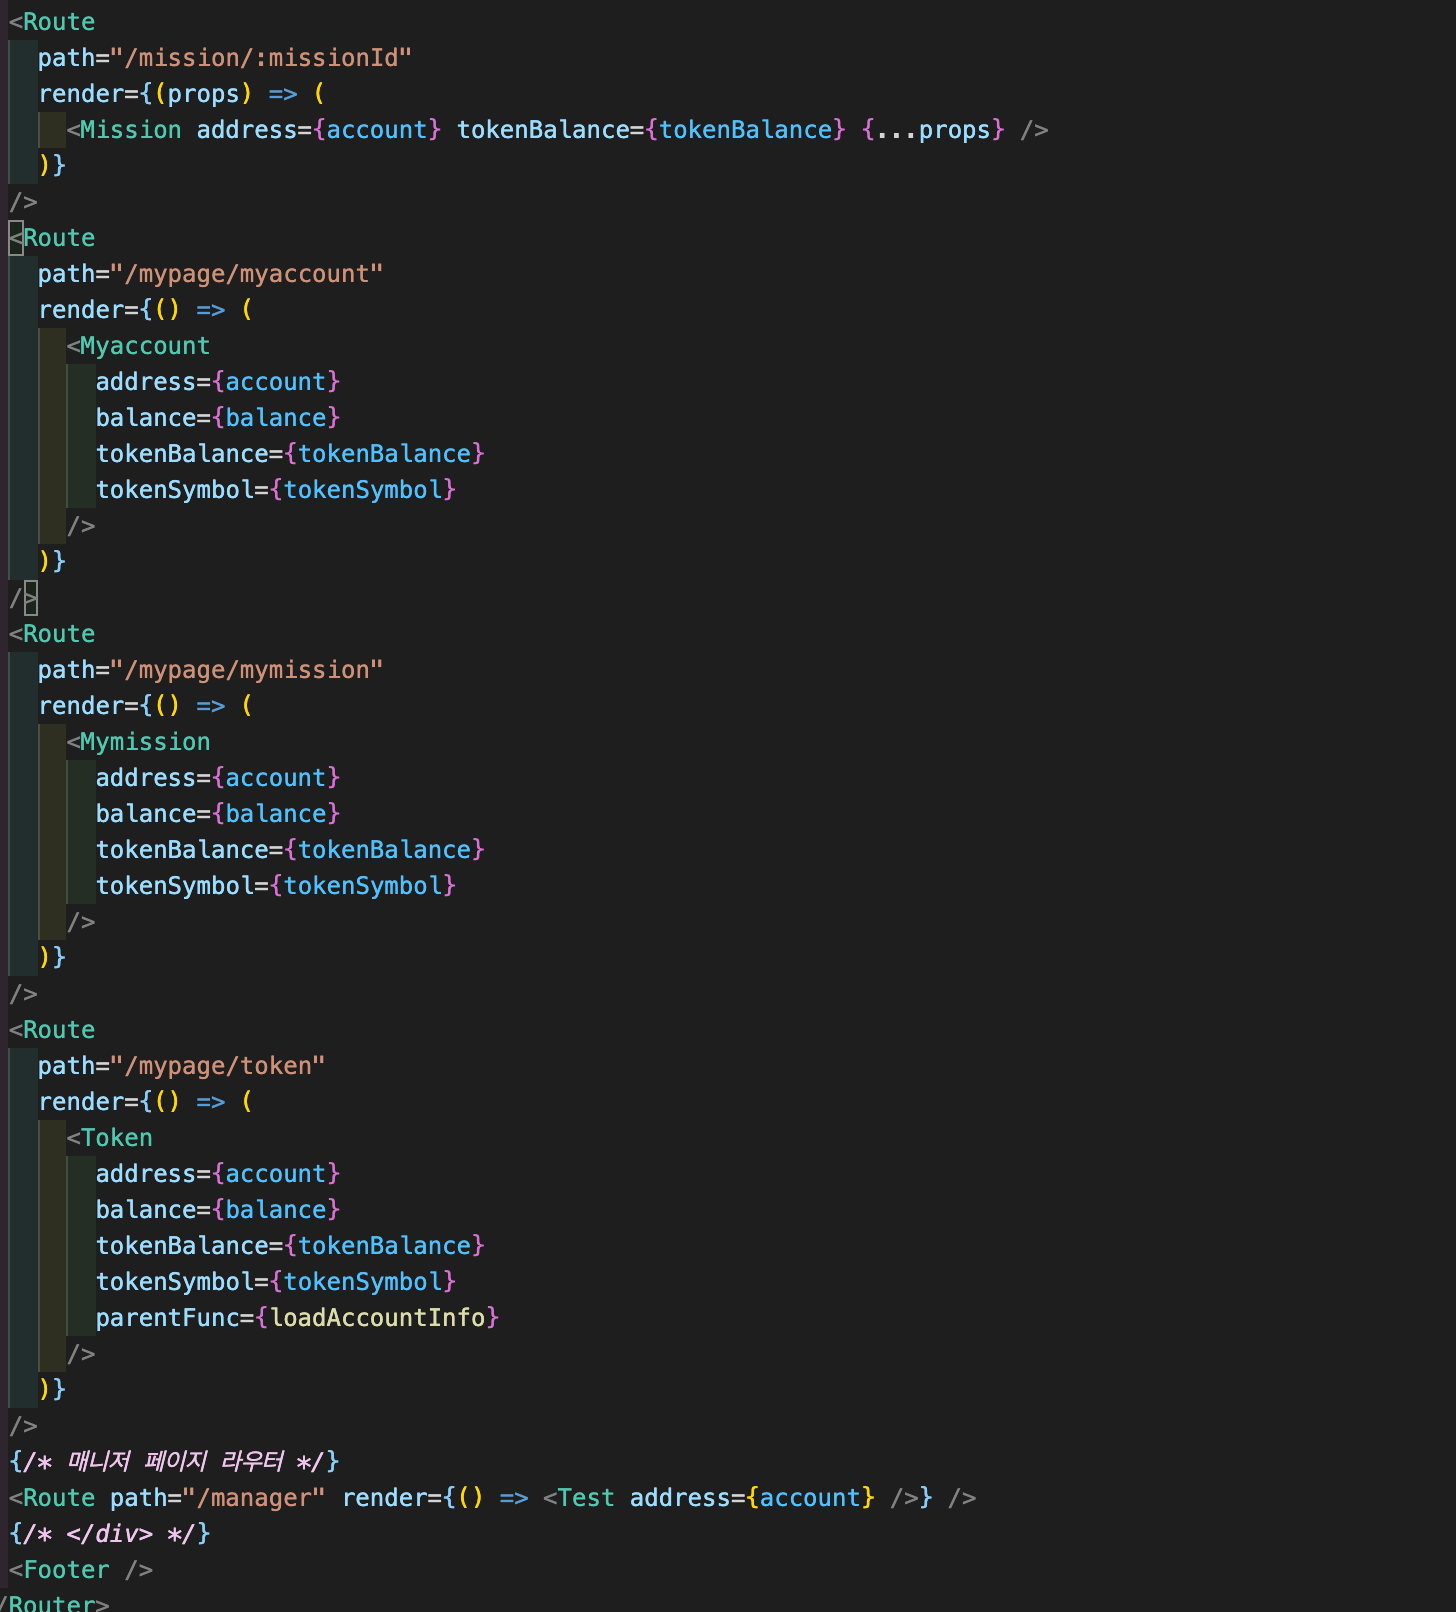 <Route
path="/mission/:missionId"
render={(props) => (
<Mission address={account} tokenBalance={tokenBalance} {...props} />
)}
/>
<Route
path="/mypage/myaccount"
render={() => (
<Myaccount
address={account}
balance={balance}
tokenBalance={tokenBalance}
tokenSymbol={tokenSymbol}
/>
)}
/>
<Route
path="/mypage/mymission"
render={() => (
<Mymission
address={account}
balance={balance}
tokenBalance={tokenBalance}
tokenSymbol={tokenSymbol}
/>
)}
/>
<Route
path="/mypage/token"
render={() => (
<Token
address={account}
balance={balance}
tokenBalance={tokenBalance}
tokenSymbol={tokenSymbol}
parentFunc={loadAccountInfo}
/>
)}
/>
{/* 매니저 페이지 라우터 */}
<Route path="/manager" render={() => <Test address={account} />} />
{/* </div> */}
<Footer />
/Router>